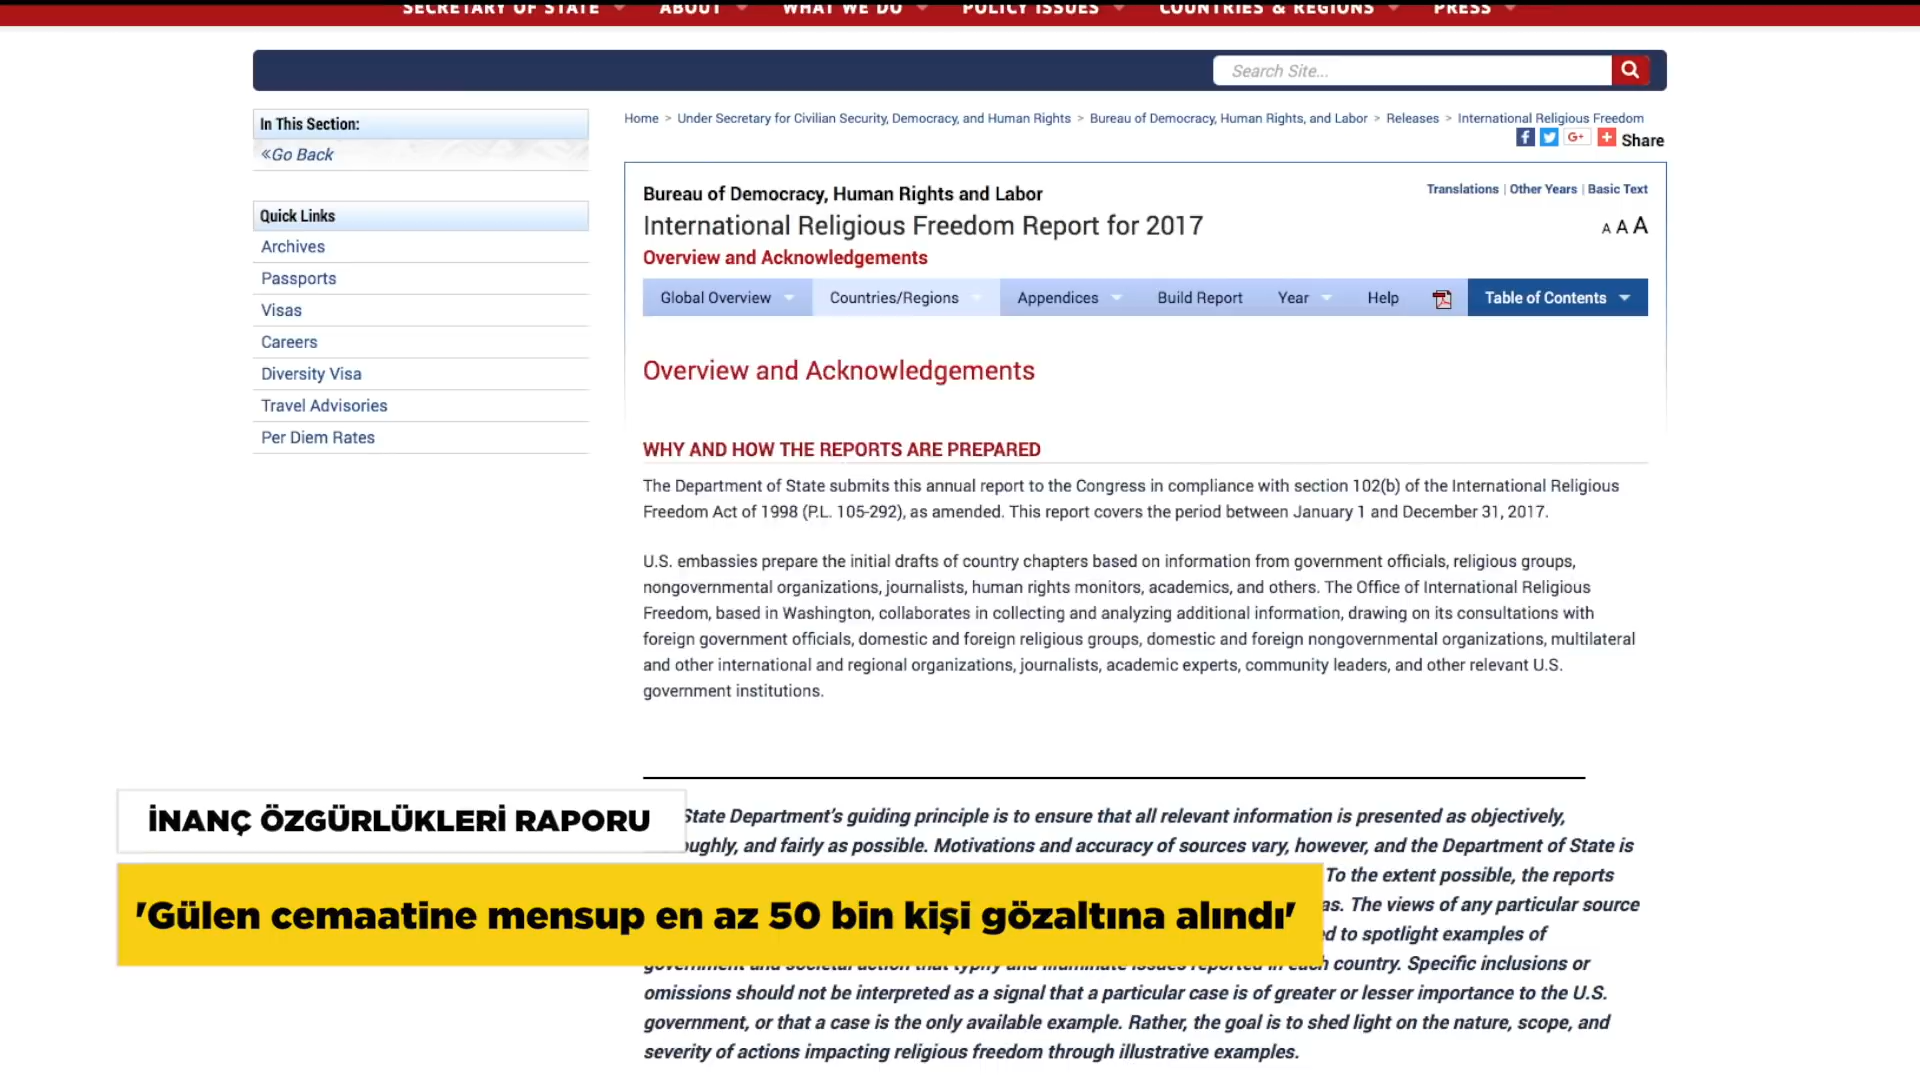 SECRETARY OF STATE ABOUT WHAT WE DO POLICY ISSUES COUNTRIES & REGIONS PRESS
Search Site...
In This Section:
«Go Back
Quick Links
Archives
Passports
Visas
Careers
Diversity Visa
Travel Advisories
Per Diem Rates
Home > Under Secretary for Civilian Security, Democracy, and Human Rights > Bureau of Democracy, Human Rights, and Labor > Releases > International Religious Freedom
f G+ + Share
Bureau of Democracy, Human Rights and Labor
Translations | Other Years | Basic Text
International Religious Freedom Report for 2017
A A A
Overview and Acknowledgements
Global Overview Countries/Regions Appendices Build Report Year Help Table of Contents
Overview and Acknowledgements
WHY AND HOW THE REPORTS ARE PREPARED
The Department of State submits this annual report to the Congress in compliance with section 102(b) of the International Religious
Freedom Act of 1998 (P.L. 105-292), as amended. This report covers the period between January 1 and December 31, 2017.
U.S. embassies prepare the initial drafts of country chapters based on information from government officials, religious groups,
nongovernmental organizations, journalists, human rights monitors, academics, and others. The Office of International Religious
Freedom, based in Washington, collaborates in collecting and analyzing additional information, drawing on its consultations with
foreign government officials, domestic and foreign religious groups, domestic and foreign nongovernmental organizations, multilateral
and other international and regional organizations, journalists, academic experts, community leaders, and other relevant U.S.
government institutions.
State Department's guiding principle is to ensure that all relevant information is presented as objectively,
and fairly as possible. Motivations and accuracy of sources vary, however, and the Department of State is
To the extent possible, the reports
The views of any particular source
to spotlight examples of
country. Specific inclusions or
omissions should not be interpreted as a signal that a particular case is of greater or lesser importance to the U.S.
government, or that a case is the only available example. Rather, the goal is to shed light on the nature, scope, and
severity of actions impacting religious freedom through illustrative examples.
İNANÇ ÖZGÜRLÜKLERİ RAPORU
'Gülen cemaatine mensup en az 50 bin kişi gözaltına alındı'